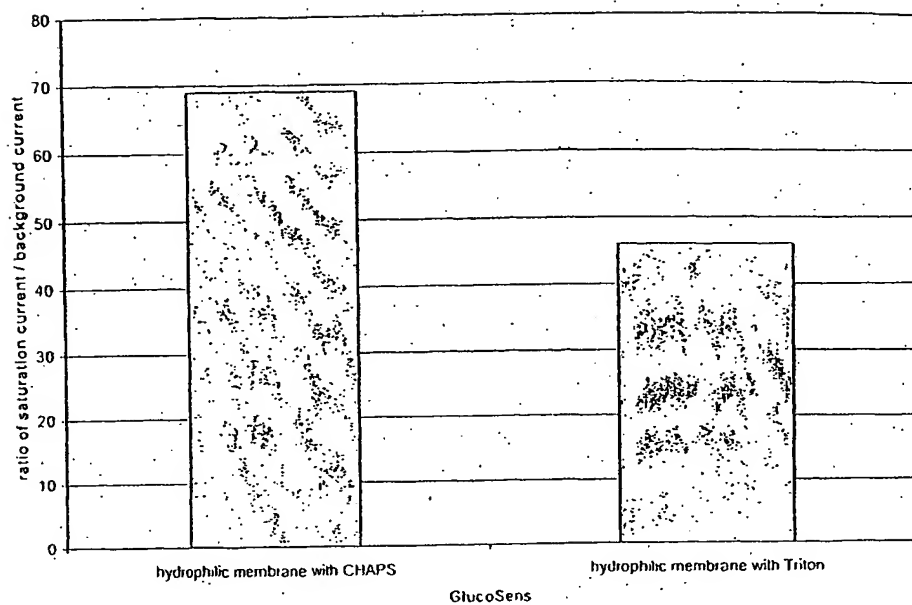 80
70
60
50
40
30
20
10
0
ratio of saturation current / background current
hydrophilic membrane with CHAPS
hydrophilic membrane with Triton
GlucoSens